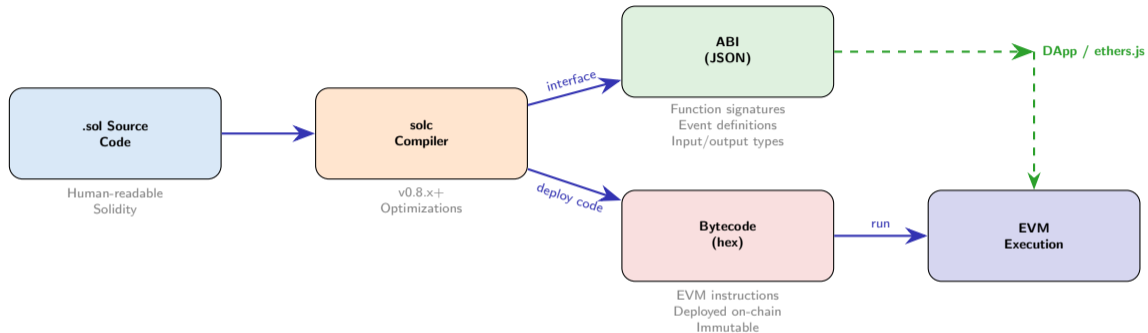 .sol Source
Code
Human-readable
Solidity
solc
Compiler
v0.8.x+
Optimizations
interface
deploy code
ABI
(JSON)
Function signatures
Event definitions
Input/output types
Bytecode
(hex)
EVM instructions
Deployed on-chain
Immutable
run
DApp / ethers.js
EVM
Execution